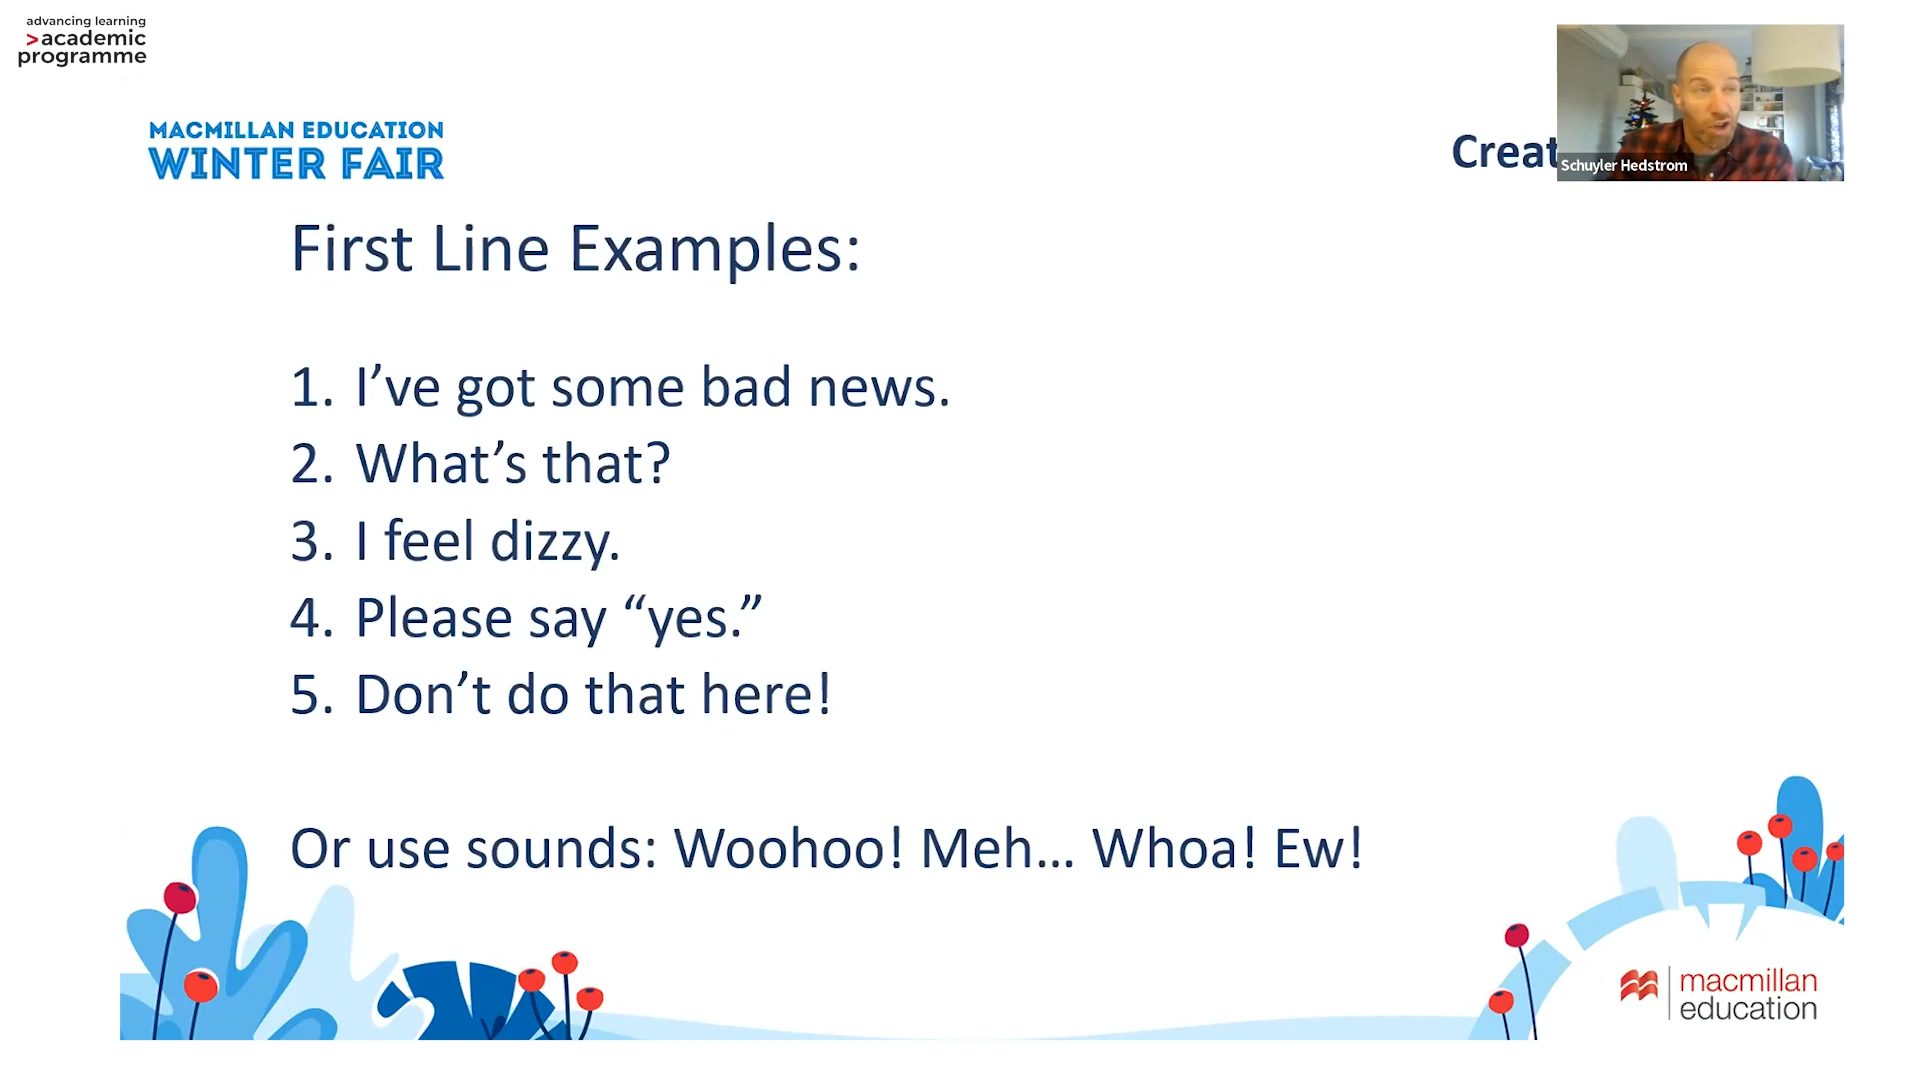 advancing learning
>academic
programme
MACMILLAN EDUCATION
WINTER FAIR
Creat
Schuyler Hedstrom
First Line Examples:
1. I’ve got some bad news.
2. What’s that?
3. I feel dizzy.
4. Please say “yes.”
5. Don’t do that here!
Or use sounds: Woohoo! Meh... Whoa! Ew!
macmillan
education